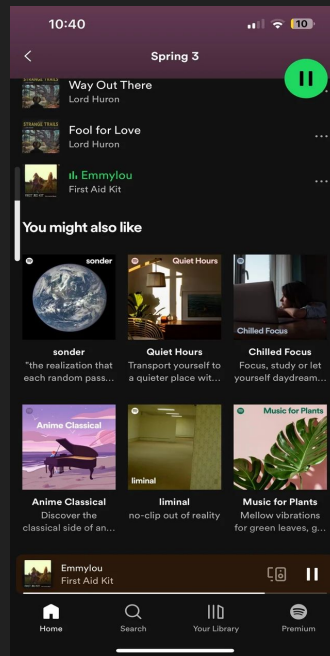 10:40
10
Spring 3
Way Out There
Lord Huron
Fool for Love
Lord Huron
Emmylou
First Aid Kit
You might also like
sonder
Quiet Hours
Chilled Focus
sonder
Quiet Hours
Chilled Focus
"the realization that
Transport yourself to
Focus, study or let
each random pass...
a quieter place wit...
yourself daydream...
Anime Classical
liminal
Music for Plants
Anime Classical
liminal
Music for Plants
Discover the
no-clip out of reality
Mellow vibrations
classical side of an...
for green leaves, g...
Emmylou
First Aid Kit
Home
Search
Your Library
Premium